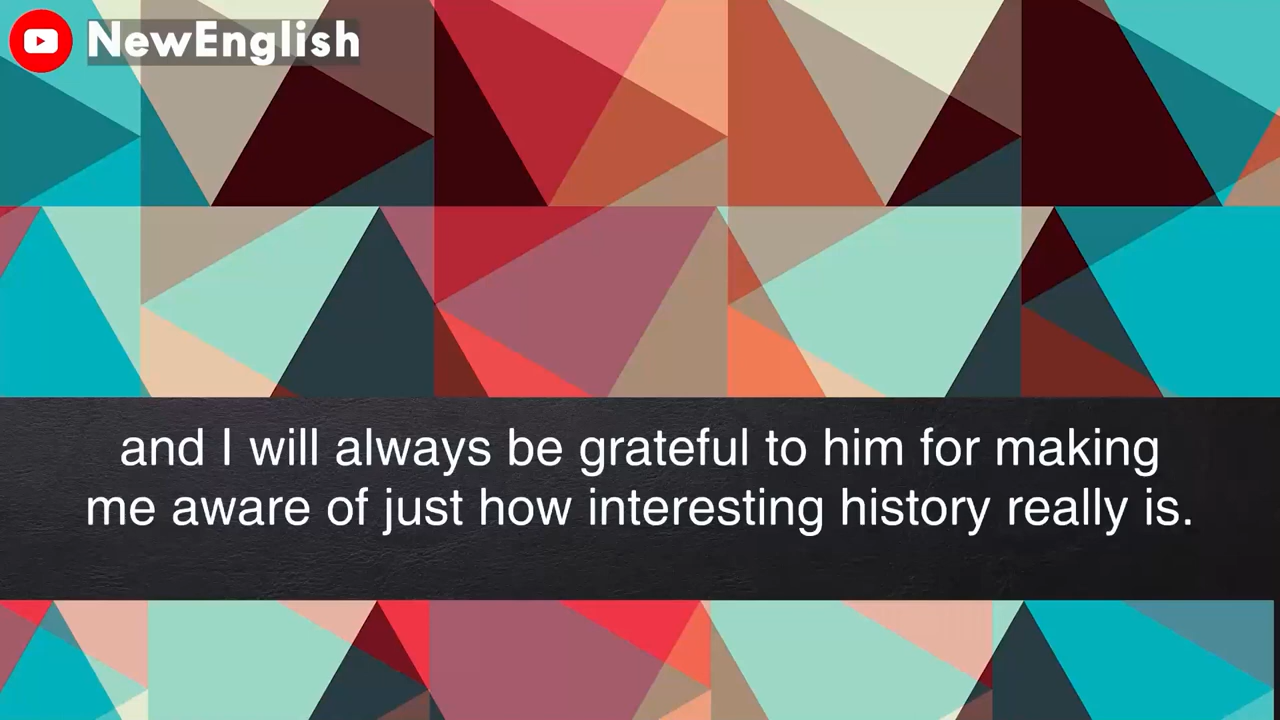 NewEnglish
and I will always be grateful to him for making
me aware of just how interesting history really is.